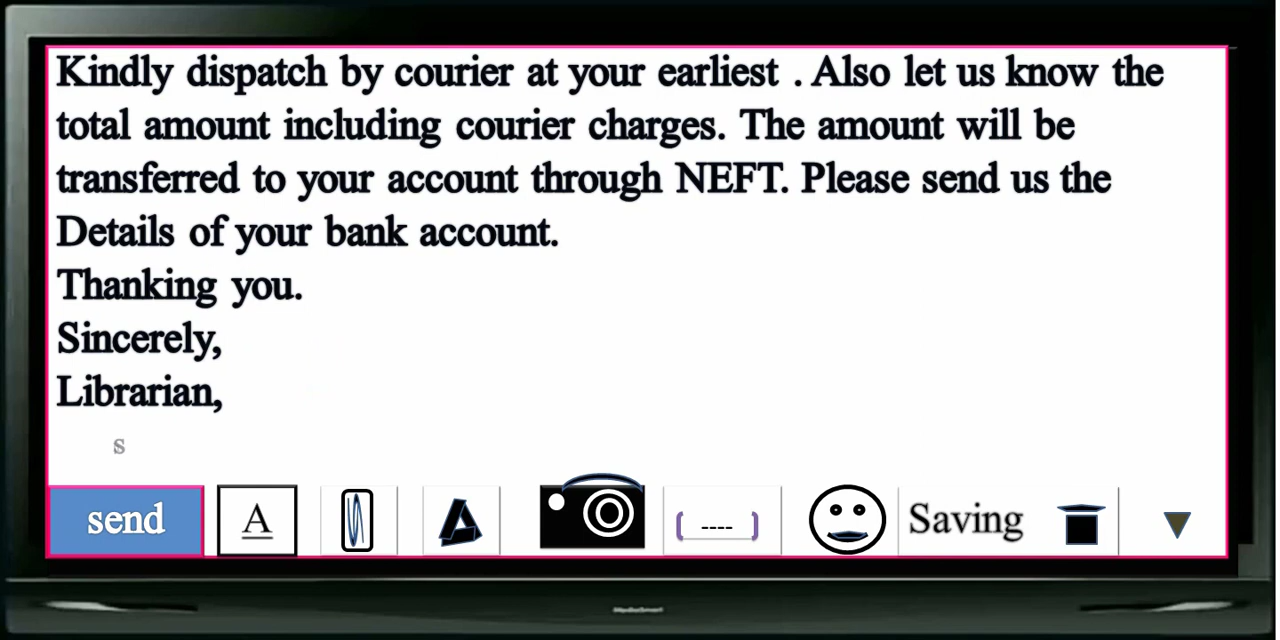 Kindly dispatch by courier at your earliest . Also let us know the
total amount including courier charges. The amount will be
transferred to your account through NEFT. Please send us the
Details of your bank account.
Thanking you.
Sincerely,
Librarian,
s
send A A ---- Saving